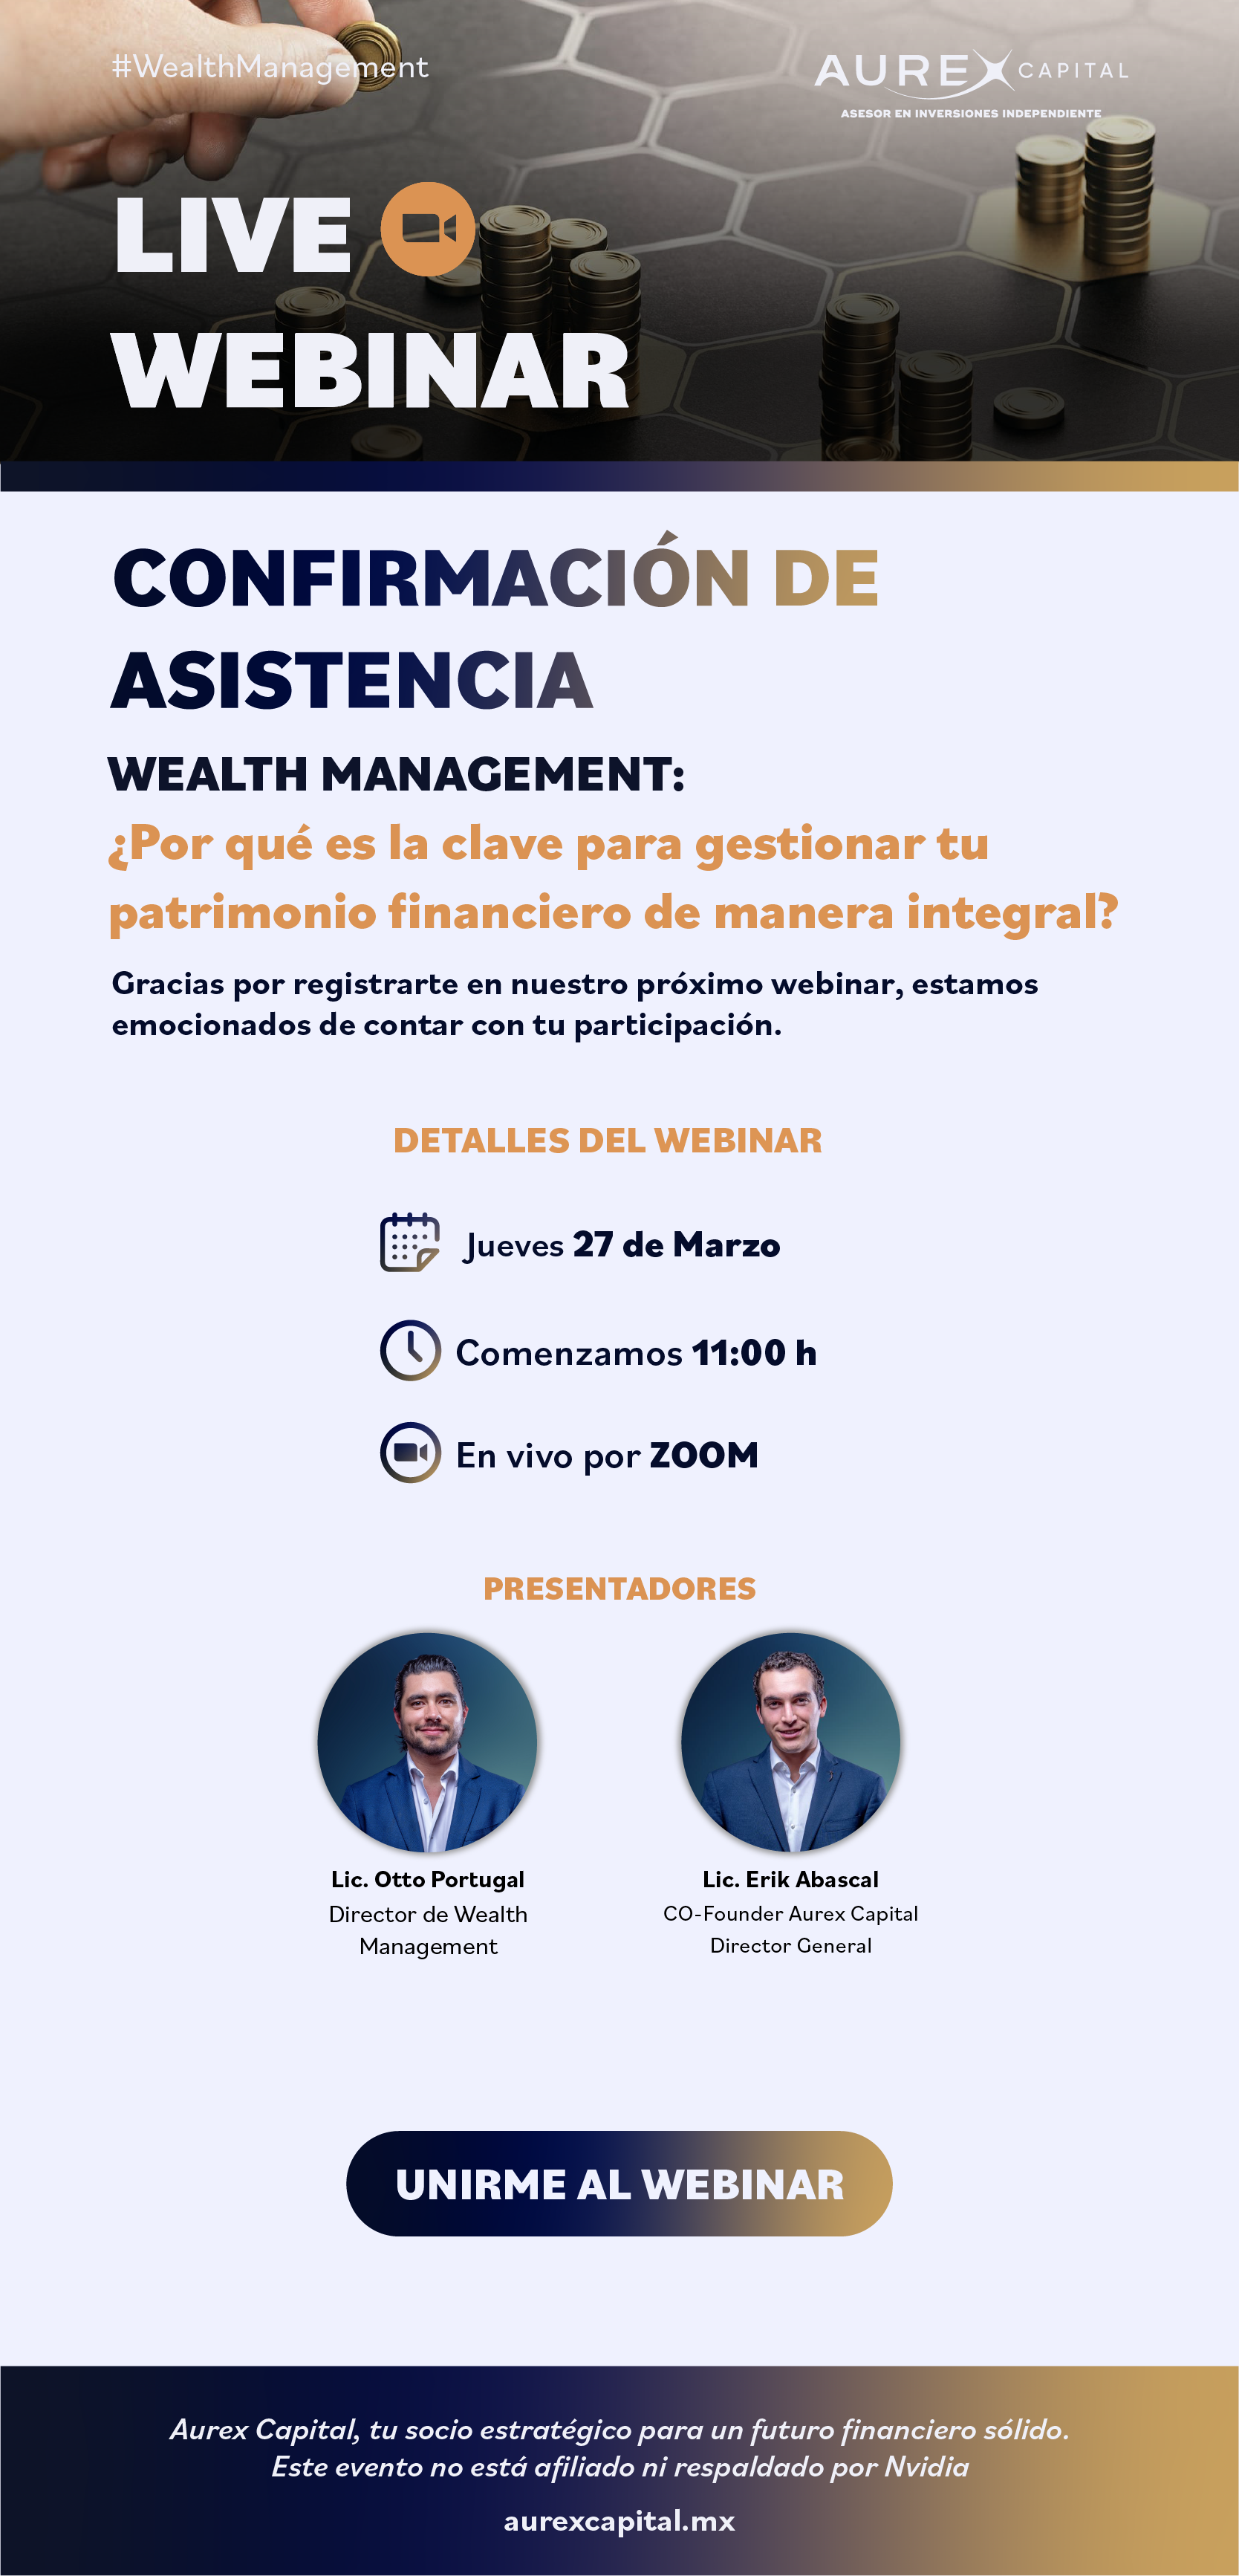 #WealthManagement
AUREX CAPITAL
ASESOR EN INVERSIONES INDEPENDIENTE
LIVE
WEBINAR
CONFIRMACIÓN DE
ASISTENCIA
WEALTH MANAGEMENT:
¿Por qué es la clave para gestionar tu
patrimonio financiero de manera integral?
Gracias por registrarte en nuestro próximo webinar, estamos
emocionados de contar con tu participación.
DETALLES DEL WEBINAR
Jueves 27 de Marzo
Comenzamos 11:00 h
En vivo por ZOOM
PRESENTADORES
Lic. Otto Portugal
Director de Wealth
Management
Lic. Erik Abascal
CO-Founder Aurex Capital
Director General
UNIRME AL WEBINAR
Aurex Capital, tu socio estratégico para un futuro financiero sólido.
Este evento no está afiliado ni respaldado por Nvidia
aurexcapital.mx